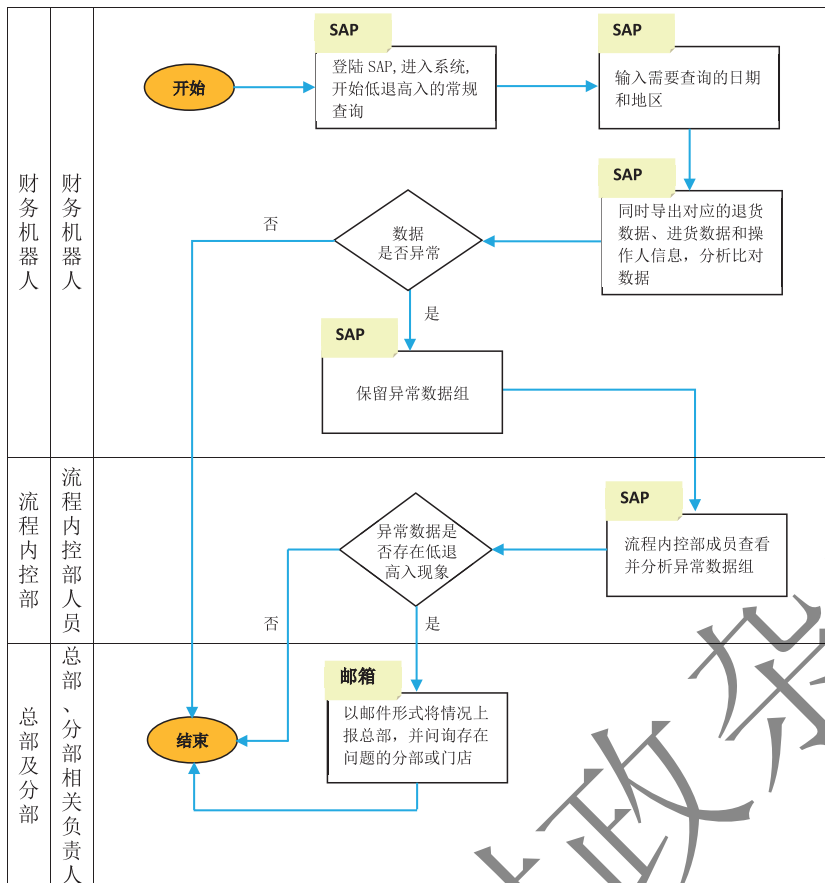 财务机器人
财务机器人
开始
SAP
登陆 SAP,进入系统,
开始低退高入的常规
查询
SAP
输入需要查询的日期
和地区
SAP
同时导出对应的退货
数据、进货数据和操
作人信息，分析比对
数据
数据
是否异常
否
是
SAP
保留异常数据组
流程内控部
流程内控部人员
SAP
流程内控部成员查看
并分析异常数据组
异常数据是
否存在低退
高入现象
否
是
总部及分部
总部、分部相关负责人
邮箱
以邮件形式将情况上
报总部，并问询存在
问题的分部或门店
结束
政杂